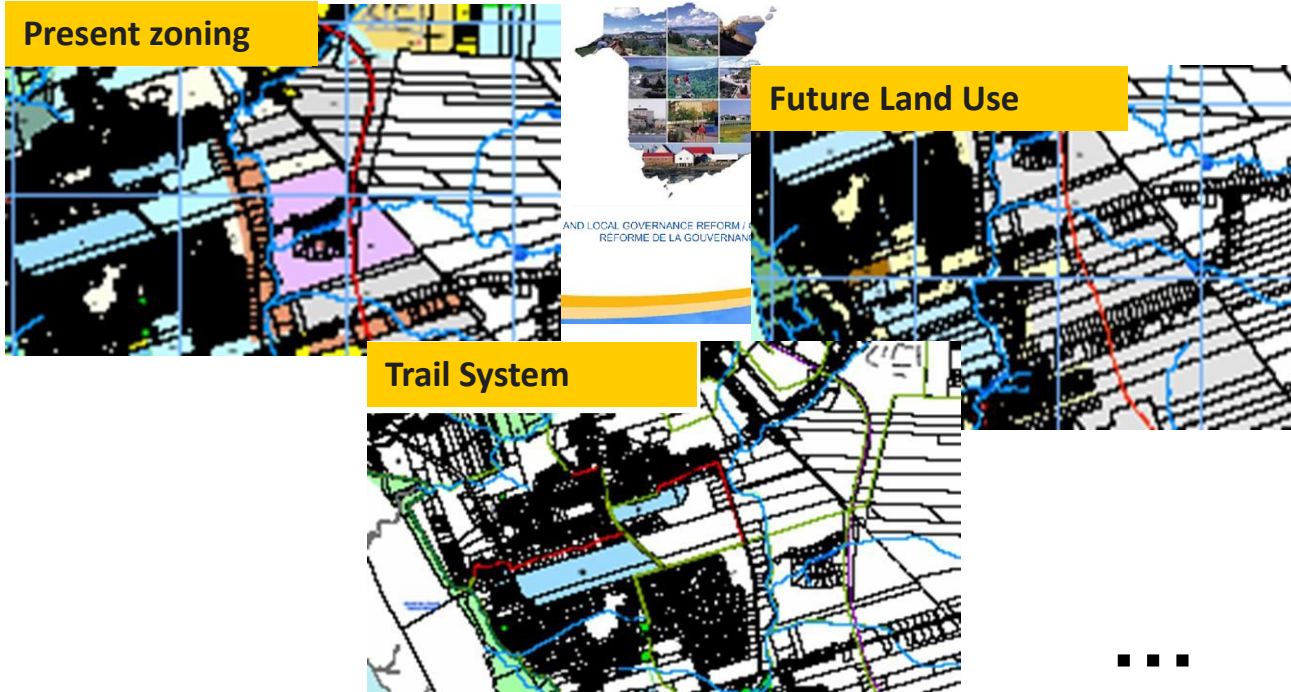 Present zoning
Future Land Use
AND LOCAL GOVERNANCE REFORM /
RÉFORME DE LA GOUVERNANC
Trail System
...